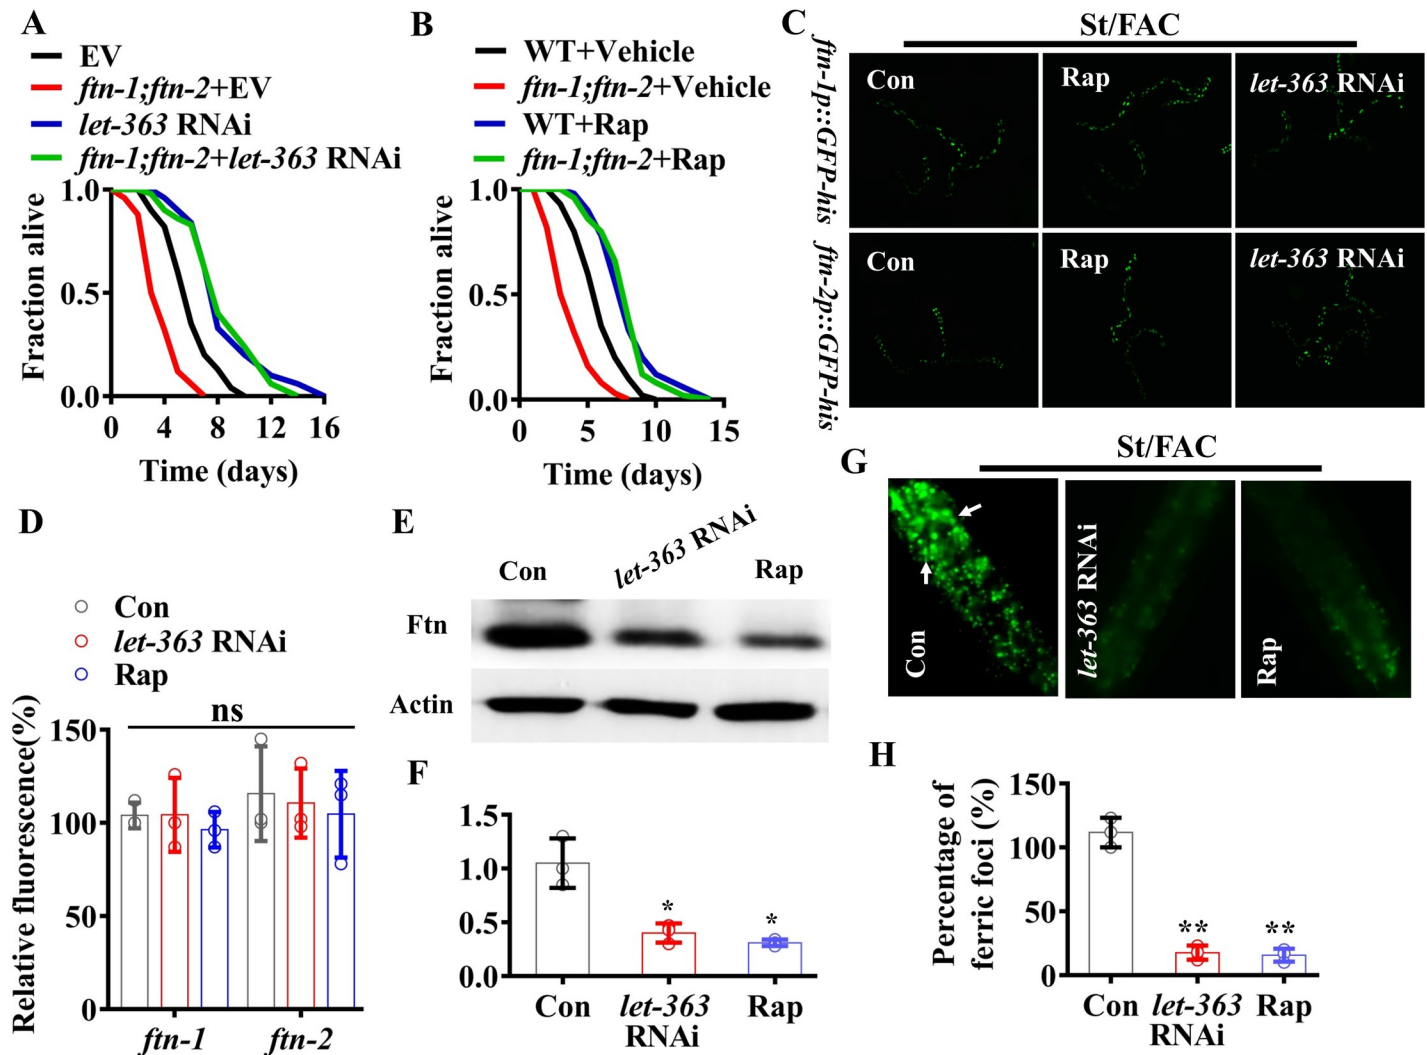 A
EV
ftn-1;ftn-2+EV
let-363 RNAi
ftn-1;ftn-2+let-363 RNAi
Fraction alive
1.0
0.5
0.0
0 4 8 12 16
Time (days)
B
WT+Vehicle
ftn-1;ftn-2+Vehicle
WT+Rap
ftn-1;ftn-2+Rap
Fraction alive
1.0
0.5
0.0
0 5 10 15
Time (days)
C
St/FAC
ftn-1p::GFP-his
Con
Rap
let-363 RNAi
ftn-2p::GFP-his
Con
Rap
let-363 RNAi
D
Con
let-363 RNAi
Rap
ns
Relative fluorescence(%)
150
100
50
0
ftn-1 ftn-2
E
Con
let-363 RNAi
Rap
Ftn
Actin
F
1.5
1.0
0.5
0.0
*
*
Con
let-363
RNAi
Rap
G
St/FAC
Con
let-363 RNAi
Rap
H
Percentage of
ferric foci (%)
150
100
50
0
**
**
Con
let-363
RNAi
Rap